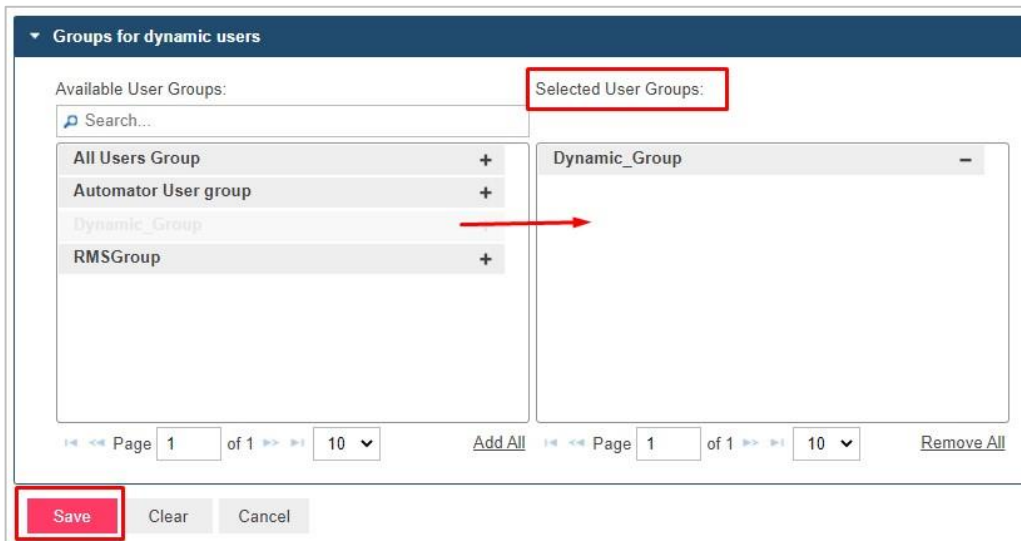 Groups for dynamic users
Available User Groups:
Selected User Groups:
Search...
All Users Group +
Automator User group +
Dynamic_Group
RMSGroup +
Dynamic_Group −
Page 1 of 1 10 Add All
Page 1 of 1 10 Remove All
Save Clear Cancel